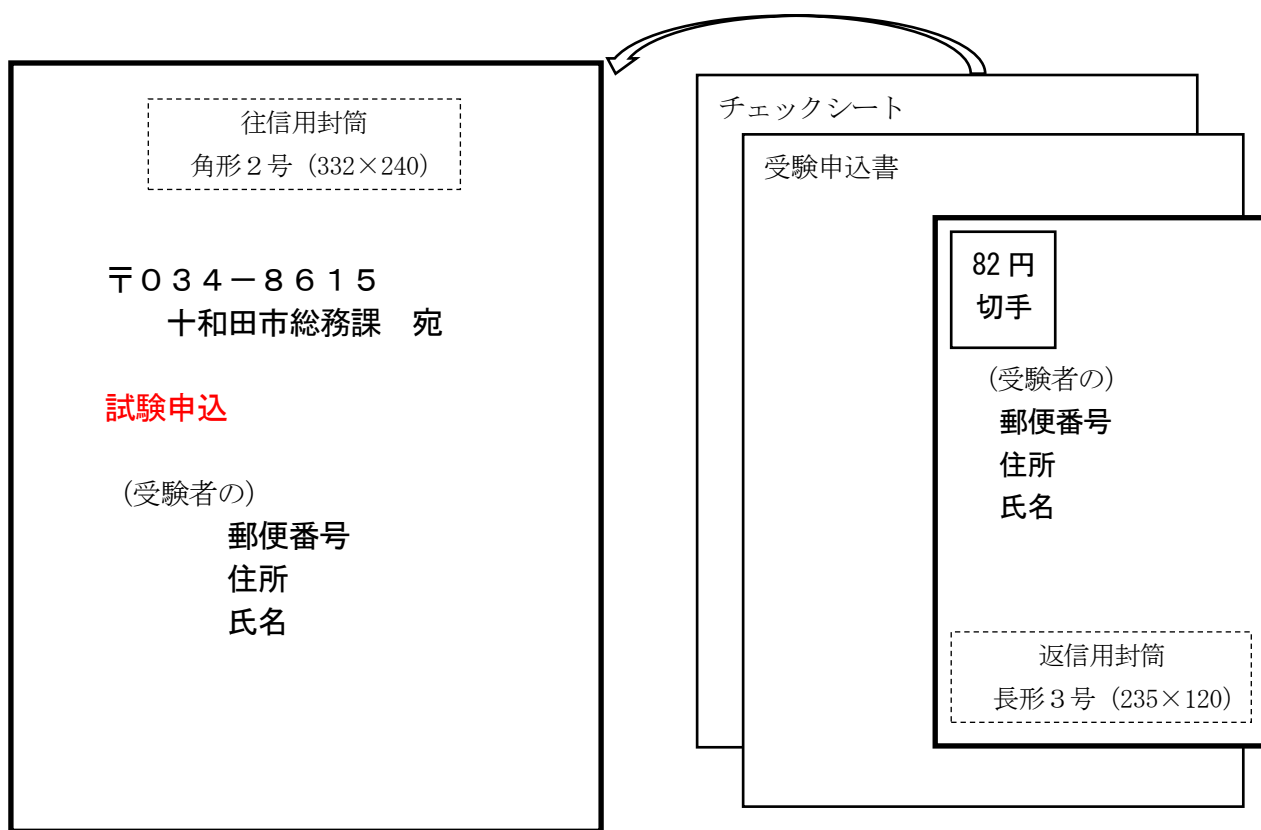 往信用封筒
角形２号（332×240）
〒０３４－８６１５
十和田市総務課　宛
試験申込
（受験者の）
郵便番号
住所
氏名
チェックシート
受験申込書
82 円
切手
（受験者の）
郵便番号
住所
氏名
返信用封筒
長形３号（235×120）